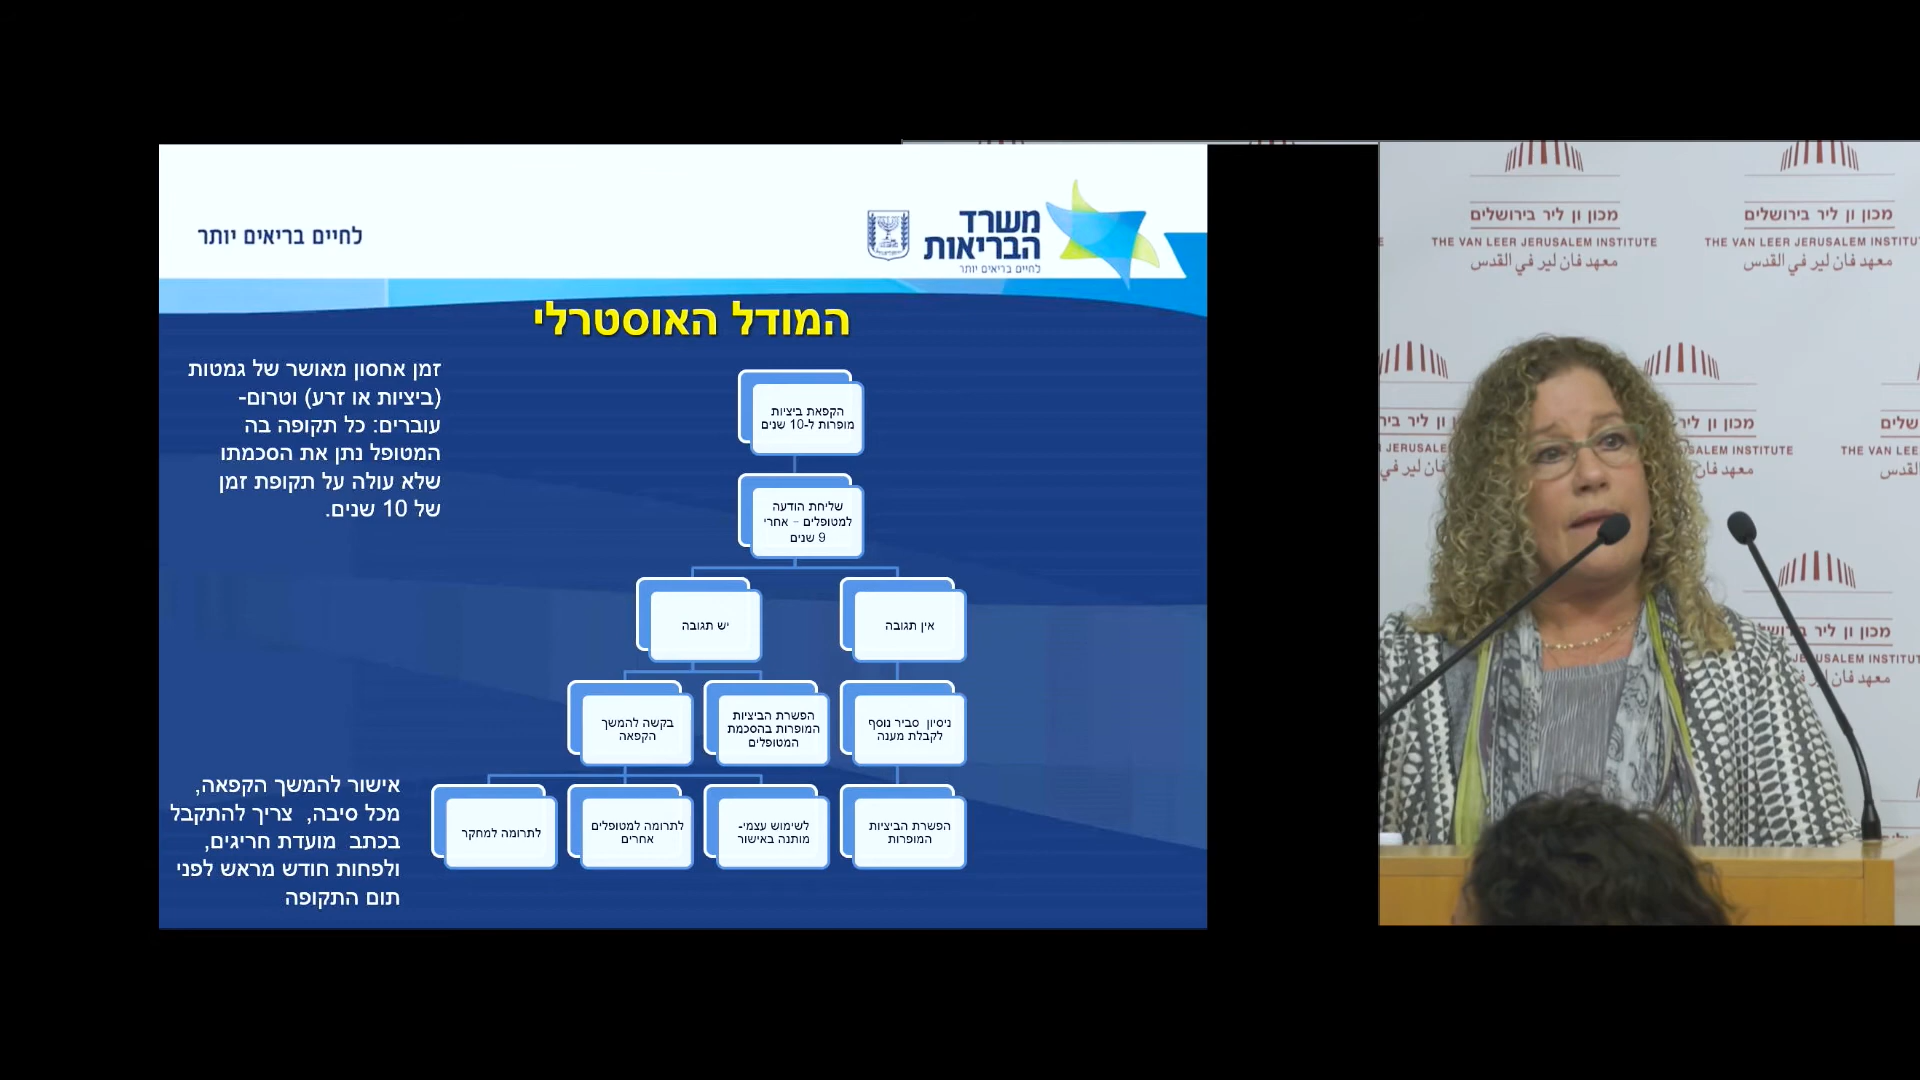 לחיים בריאים יותר
משרד
הבריאות
לחיים בריאים יותר
המודל האוסטרלי
זמן אחסון מאושר של גמטות
(ביציות או זרע) וטרום-
עוברים: כל תקופה בה
המטופל נתן את הסכמתו
שלא עולה על תקופת זמן
של 10 שנים.
הקפאת ביציות
מופרות ל-10 שנים
שליחת הודעה
למטופלים – אחרי
9 שנים
אין תגובה
יש תגובה
ניסיון סביר נוסף
לקבלת מענה
הפשרת הביציות
המופרות בהסכמת
המטופלים
בקשה להמשך
הקפאה
הפשרת הביציות
המופרות
לשימוש עצמי-
מותנה באישור
לתרומה למטופלים
אחרים
לתרומה למחקר
אישור להמשך הקפאה,
מכל סיבה, צריך להתקבל
בכתב מועדת חריגים,
ולפחות חודש מראש לפני
תום התקופה
מכון ון ליר בירושלים
THE VAN LEER JERUSALEM INSTITUTE
معهد فان لير في القدس
מכון ון ליר בירושלים
THE VAN LEER JERUSALEM INSTITU
معهد فان لير في القدس